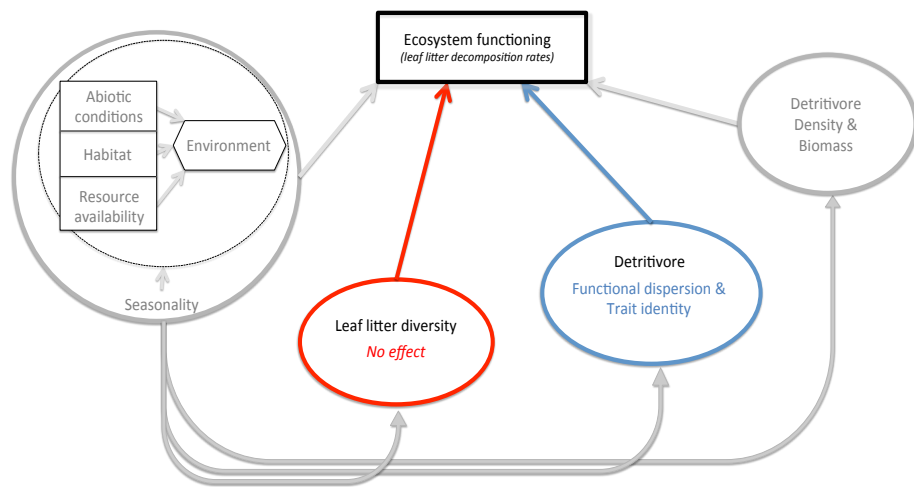 Ecosystem functioning
(leaf litter decomposition rates)
Abiotic
conditions
Habitat
Resource
availability
Environment
Seasonality
Leaf litter diversity
No effect
Detritivore
Functional dispersion &
Trait identity
Detritivore
Density &
Biomass